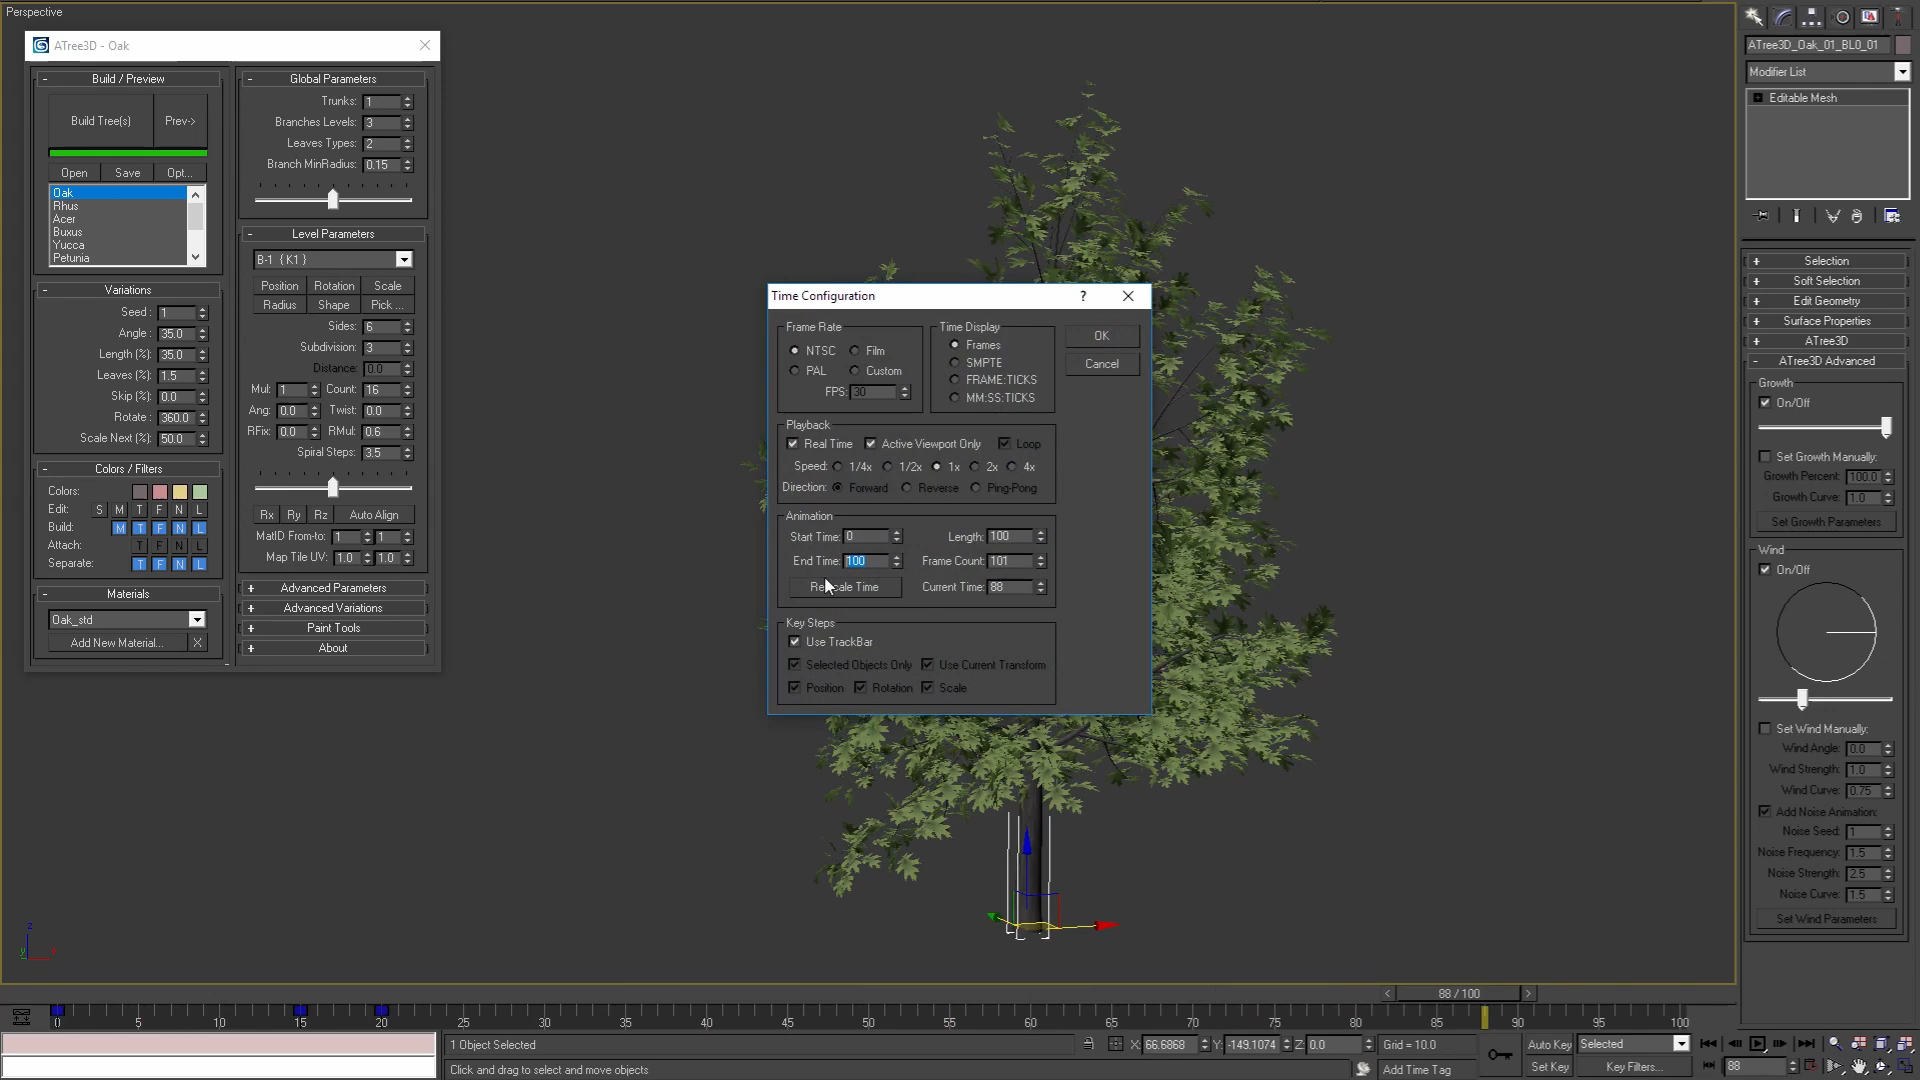 Perspective
ATree3D - Oak
Build / Preview
Build Tree(s)
Prev->
Open
Save
Opt...
Oak
Rhus
Acer
Buxus
Yucca
Petunia
Variations
Seed : 1
Angle : 35.0
Length (%): 35.0
Leaves (%): 1.5
Skip (%): 0.0
Rotate : 360.0
Scale Next (%): 50.0
Colors / Filters
Colors:
Edit: S M T F N L
Build: M T F N L
Attach: T F N L
Separate: T F N L
Materials
Oak_std
Add New Material...
X
Global Parameters
Trunks: 1
Branches Levels: 3
Leaves Types: 2
Branch MinRadius: 0.15
Level Parameters
B-1 { K1 }
Position Rotation Scale
Radius Shape Pick ...
Sides: 6
Subdivision: 3
Distance: 0.0
Mul: 1 Count: 16
Ang: 0.0 Twist: 0.0
RFix: 0.0 RMul: 0.6
Spiral Steps: 3.5
Rx Ry Rz Auto Align
MatID From-to: 1 1
Map Tile UV: 1.0 1.0
Advanced Parameters
Advanced Variations
Paint Tools
About
Time Configuration
?
Frame Rate
NTSC Film
PAL Custom
FPS: 30
Time Display
Frames
SMPTE
FRAME:TICKS
MM:SS:TICKS
OK
Cancel
Playback
Real Time Active Viewport Only Loop
Speed: 1/4x 1/2x 1x 2x 4x
Direction: Forward Reverse Ping-Pong
Animation
Start Time: 0 Length: 100
End Time: 100 Frame Count: 101
Re-scale Time Current Time: 88
Key Steps
Use TrackBar
Selected Objects Only Use Current Transform
Position Rotation Scale
ATree3D_Oak_01_BL0_01
Modifier List
Editable Mesh
Selection
Soft Selection
Edit Geometry
Surface Properties
ATree3D
ATree3D Advanced
Growth
On/Off
Set Growth Manually:
Growth Percent: 100.0
Growth Curve: 1.0
Set Growth Parameters
Wind
On/Off
Set Wind Manually:
Wind Angle: 0.0
Wind Strength: 1.0
Wind Curve: 0.75
Add Noise Animation:
Noise Seed: 1
Noise Frequency: 1.5
Noise Strength: 2.5
Noise Curve: 1.5
Set Wind Parameters
z
y
x
< 88 / 100 >
0 5 10 15 20 25 30 35 40 45 50 55 60 65 70 75 80 85 90 95 100
1 Object Selected
X: 66.6868 Y: -149.1074 Z: 0.0
Grid = 10.0
Auto Key Selected
Click and drag to select and move objects
Add Time Tag
Set Key Key Filters...
88